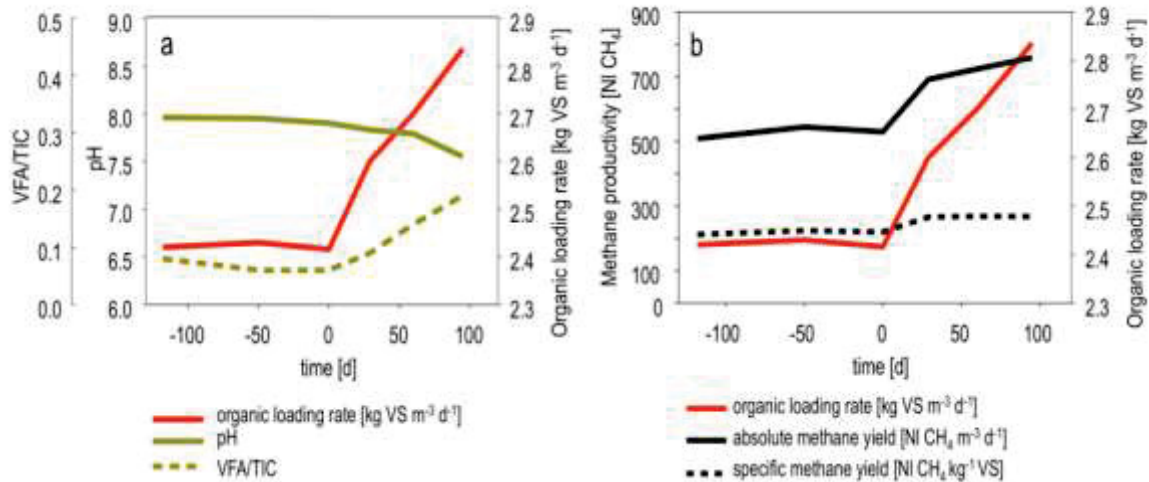 a
VFA/TIC
0.5
0.4
0.3
0.2
0.1
0.0
pH
9.0
8.5
8.0
7.5
7.0
6.5
6.0
Organic loading rate [kg VS m⁻³ d⁻¹]
2.9
2.8
2.7
2.6
2.5
2.4
2.3
-100 -50 0 50 100
time [d]
organic loading rate [kg VS m⁻³ d⁻¹]
pH
VFA/TIC
b
Methane productivity [Nl CH₄]
900
700
500
300
100
0
Organic loading rate [kg VS m⁻³ d⁻¹]
2.9
2.8
2.7
2.6
2.5
2.4
2.3
-100 -50 0 50 100
time [d]
organic loading rate [kg VS m⁻³ d⁻¹]
absolute methane yield [Nl CH₄ m⁻³ d⁻¹]
specific methane yield [Nl CH₄ kg⁻¹ VS]